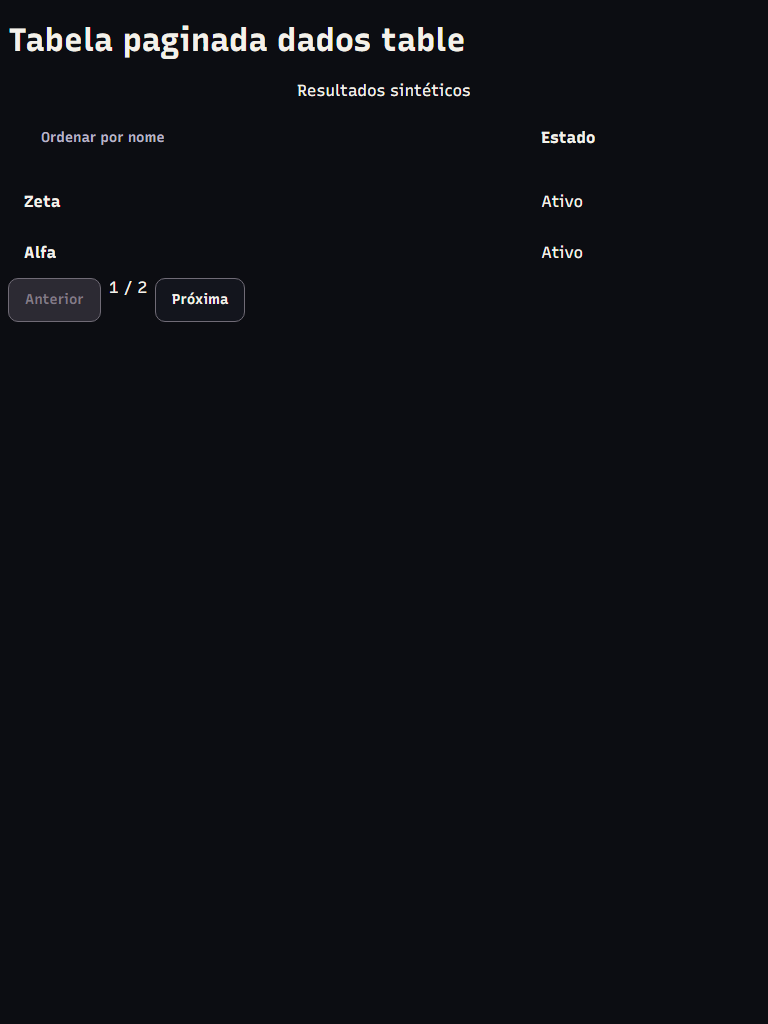 Tabela paginada dados table
Resultados sintéticos
Ordenar por nome Estado
Zeta Ativo
Alfa Ativo
Anterior 1 / 2 Próxima